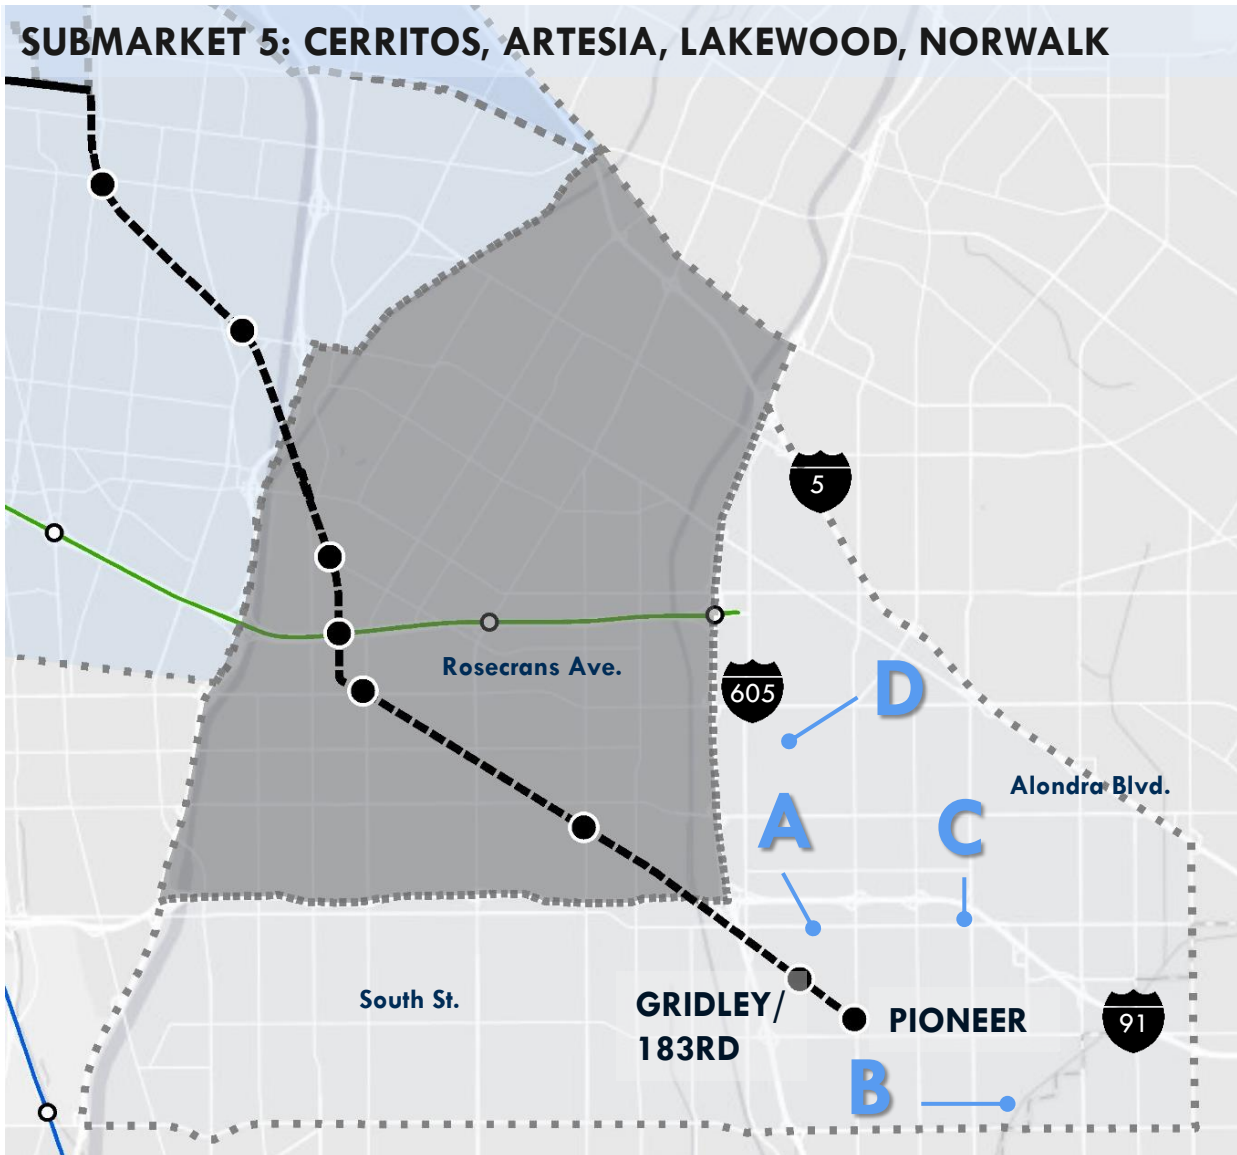 SUBMARKET 5: CERRITOS, ARTESIA, LAKEWOOD, NORWALK
5
Rosecrans Ave.
605
D
Alondra Blvd.
A
C
South St.
GRIDLEY/
183RD
PIONEER
91
B